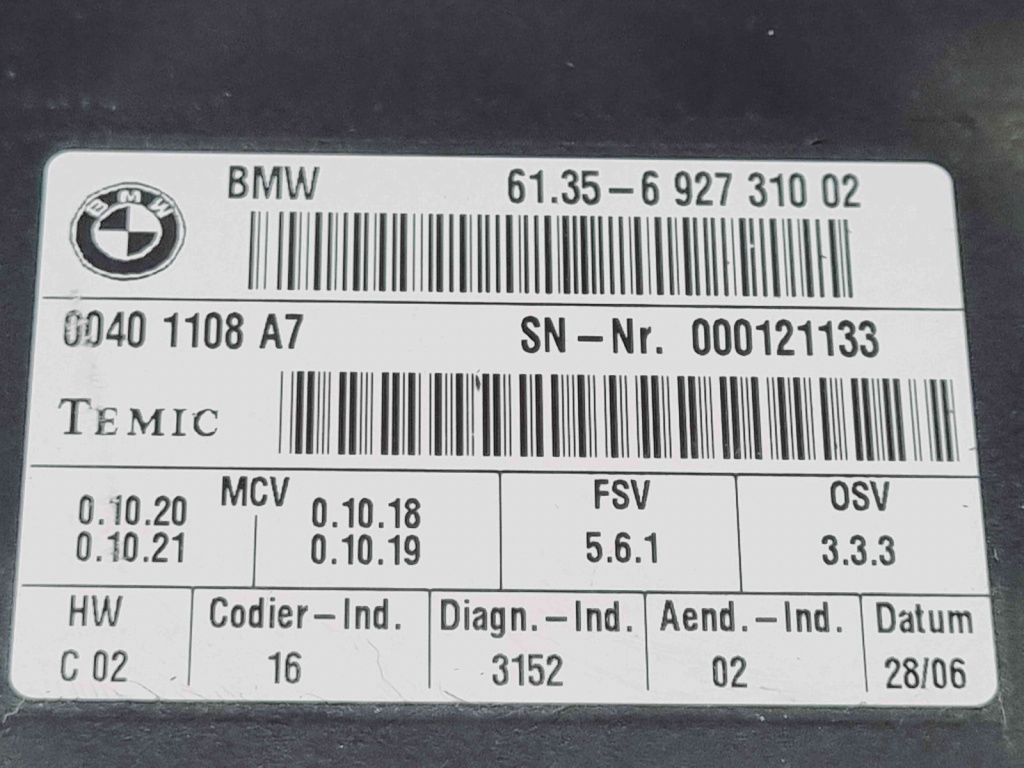 BMW 61.35-6 927 310 02
BMW
0040 1108 A7 SN-Nr. 000121133
TEMIC
MCV FSV OSV
0.10.20 0.10.18
0.10.21 0.10.19 5.6.1 3.3.3
HW Codier-Ind. Diagn.-Ind. Aend.-Ind. Datum
C 02 16 3152 02 28/06